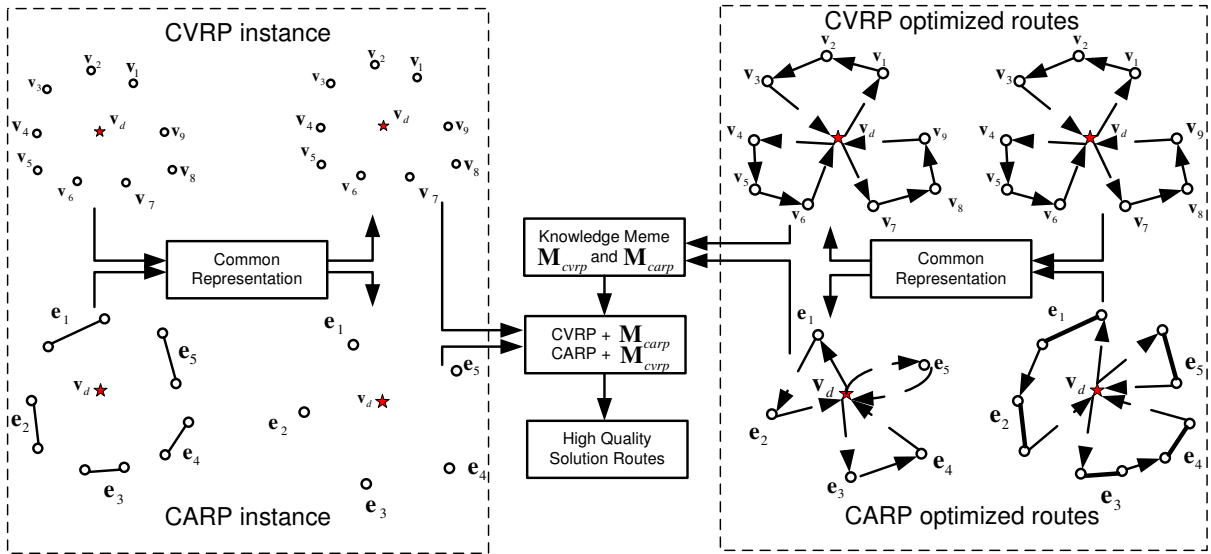 CVRP instance
v2
v1
v3
vd
v4
v9
v5
v8
v6
v7
v2
v1
v3
vd
v4
v9
v5
v8
v6
v7
Common
Representation
e1
e5
vd
e2
e4
e3
e1
e5
vd
e2
e4
e3
CARP instance
Knowledge Meme
Mcvrp and Mcarp
CVRP + Mcarp
CARP + Mcvrp
High Quality
Solution Routes
CVRP optimized routes
v2
v1
v3
vd
v4
v9
v5
v8
v6
v7
v2
v1
v3
vd
v4
v9
v5
v8
v6
v7
Common
Representation
e1
e5
vd
e2
e4
e3
e1
e5
vd
e2
e4
e3
CARP optimized routes